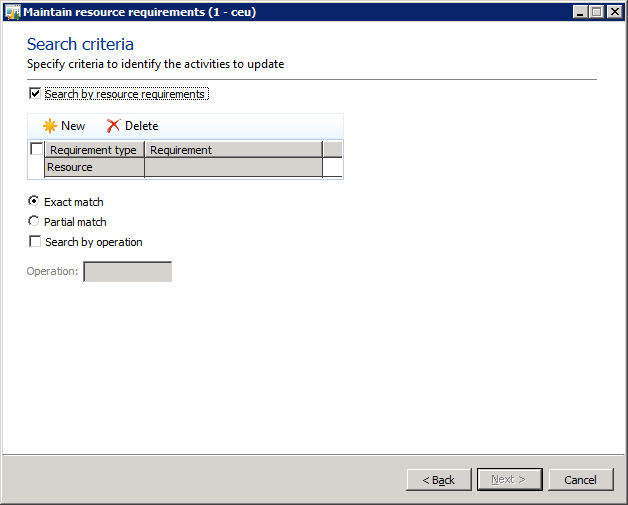 Maintain resource requirements (1 - ceu)
Search criteria
Specify criteria to identify the activities to update
Search by resource requirements
New Delete
Requirement type Requirement
Resource
Exact match
Partial match
Search by operation
Operation:
< Back Next > Cancel